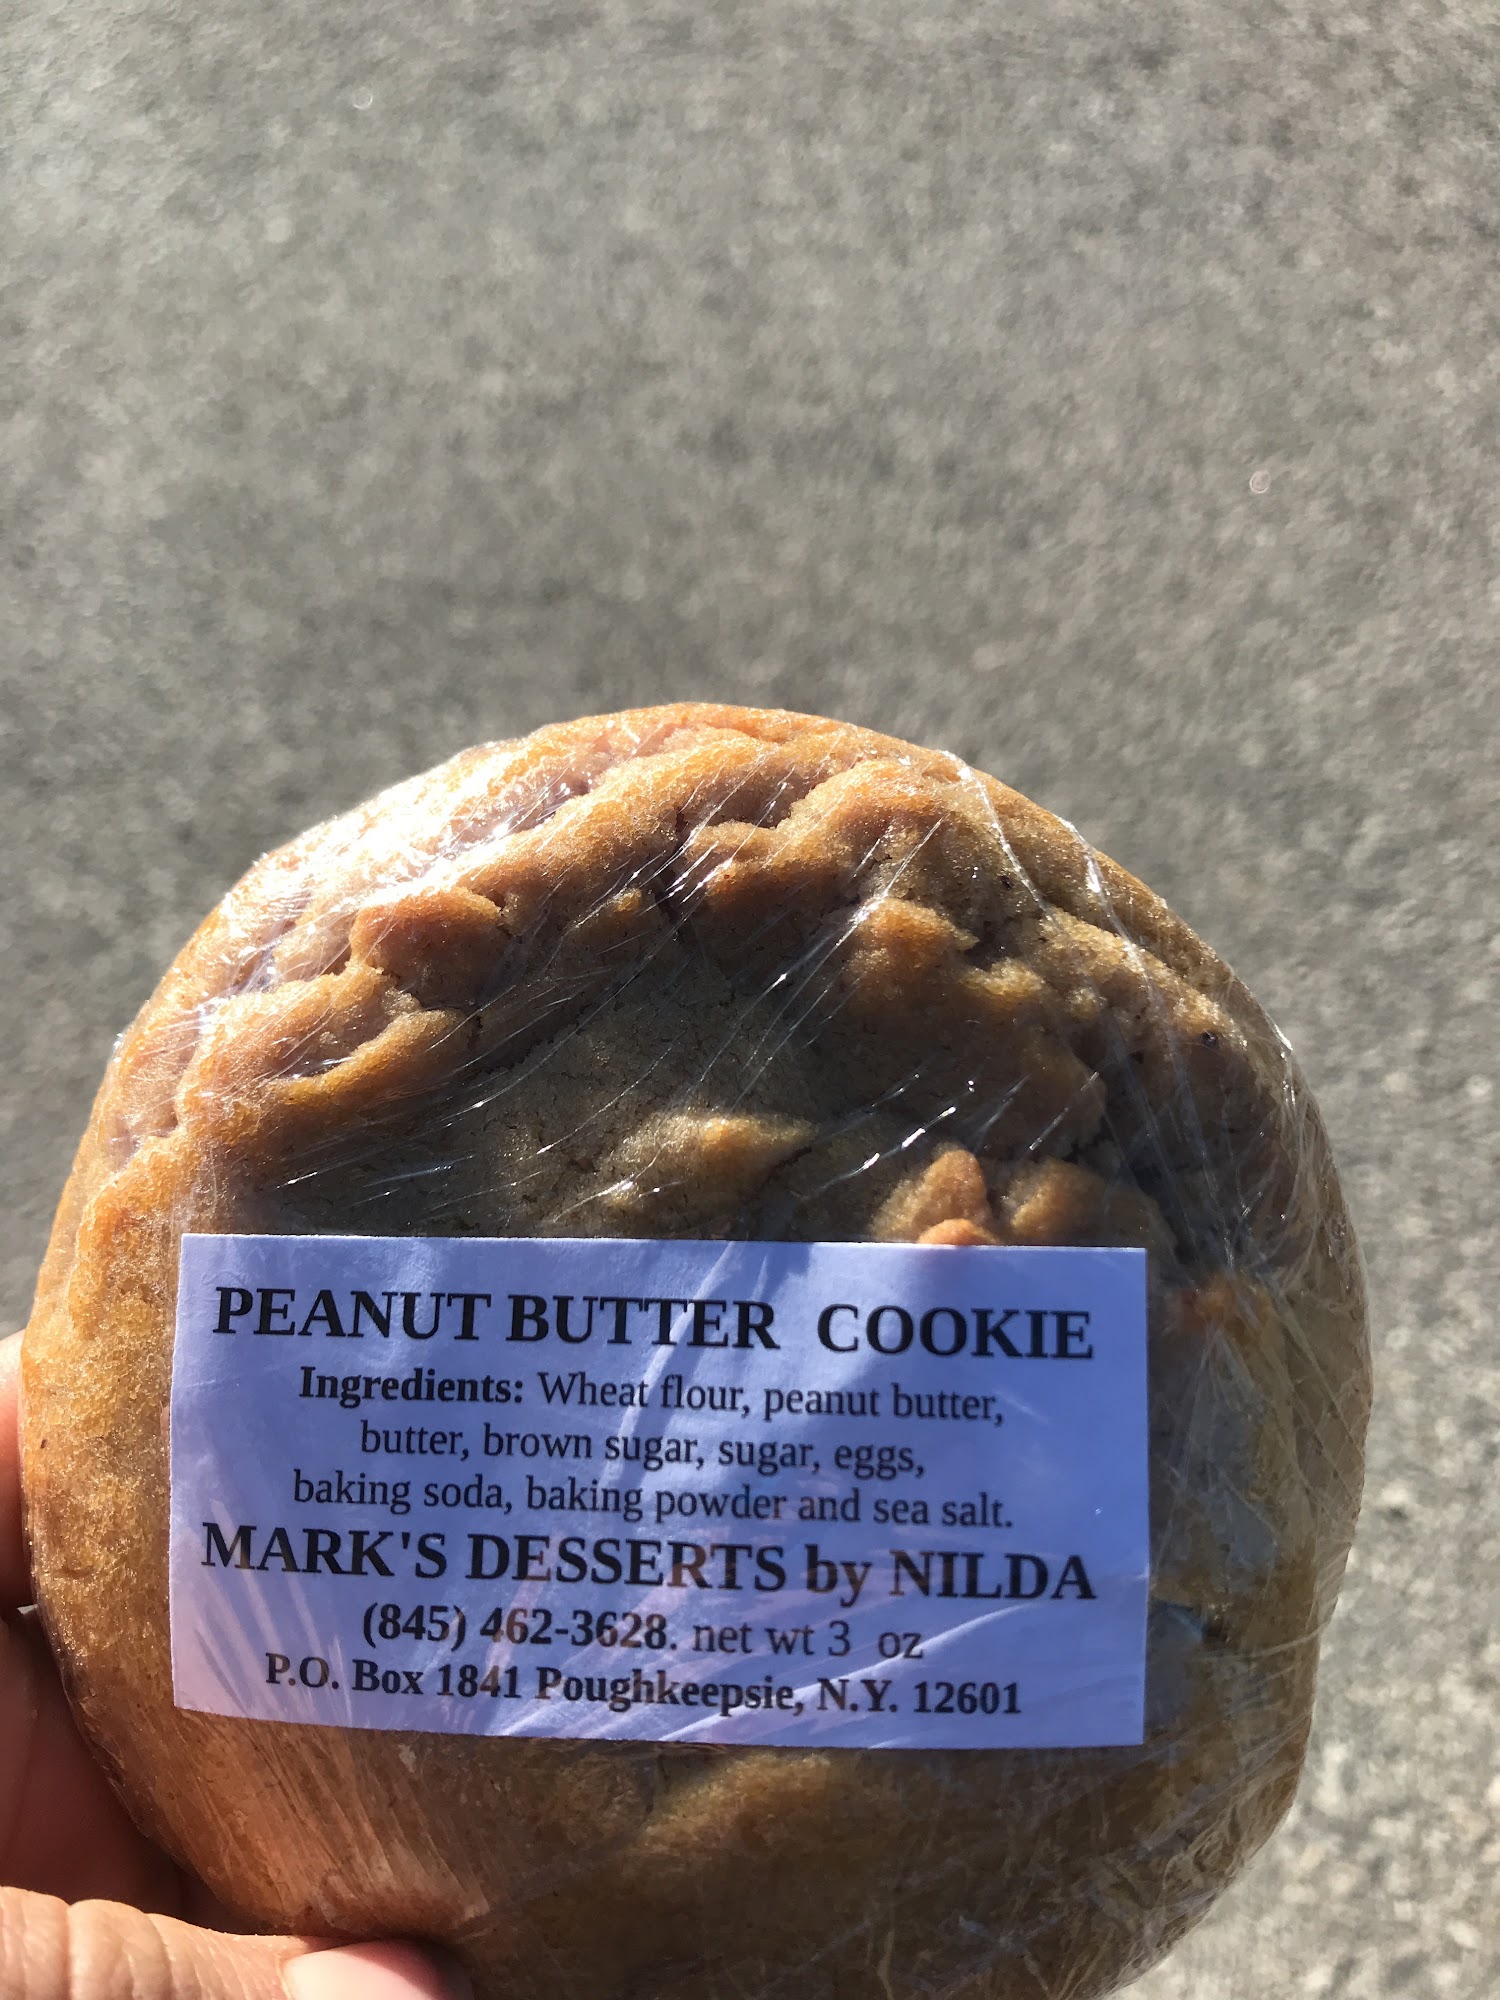 PEANUT BUTTER COOKIE
Ingredients: Wheat flour, peanut butter,
butter, brown sugar, sugar, eggs,
baking soda, baking powder and sea salt.
MARK'S DESSERTS by NILDA
(845) 462-3628. net wt 3 oz
P.O. Box 1841 Poughkeepsie, N.Y. 12601